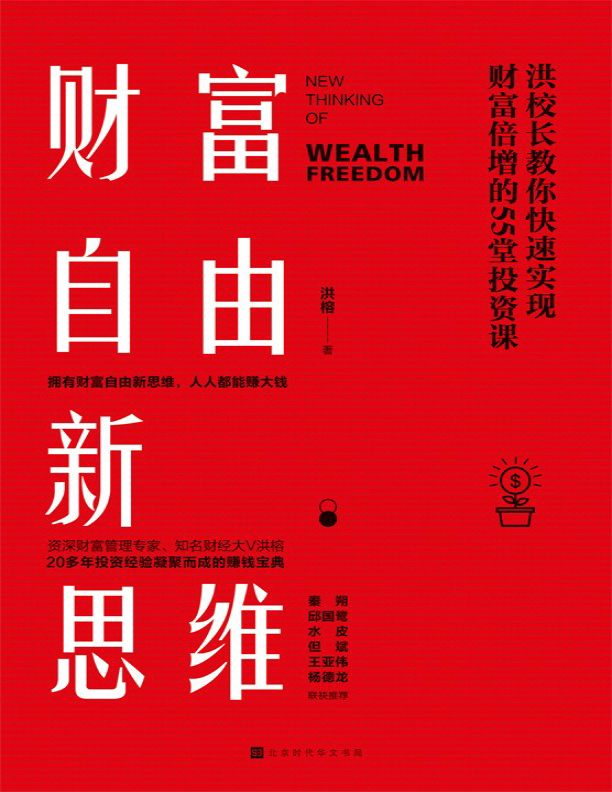 财富
自由
新
思维
NEW
THINKING
OF
WEALTH
FREEDOM
洪校长教你快速实现
财富倍增的55堂投资课
洪榕——著
拥有财富自由新思维，人人都能赚大钱
资深财富管理专家、知名财经大V洪榕
20多年投资经验凝聚而成的赚钱宝典
$
秦朔
邱国鹭
水皮
但斌
王亚伟
杨德龙
联袂推荐
北京时代华文书局